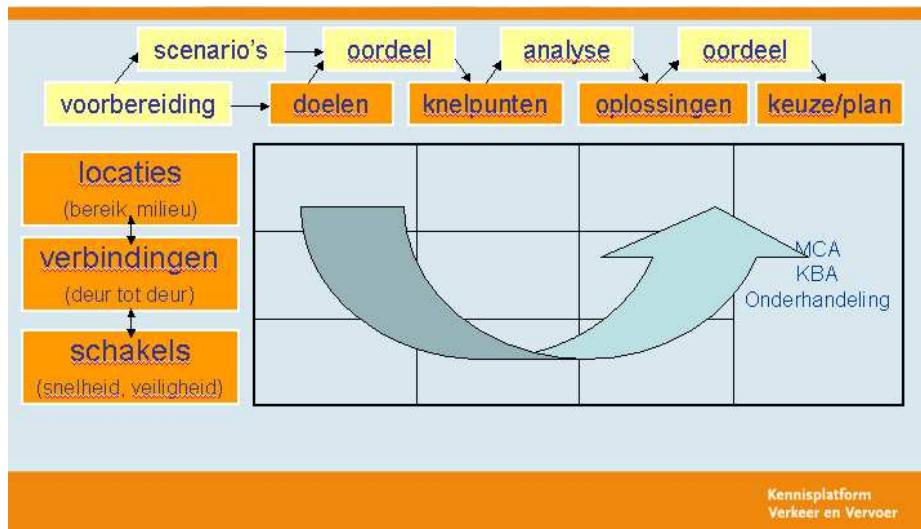 scenario's
oordeel
analyse
oordeel
voorbereiding
doelen
knelpunten
oplossingen
keuze/plan
locaties
(bereik, milieu)
verbindingen
(deur tot deur)
schakels
(snelheid, veiligheid)
MCA
KBA
Onderhandeling
Kennisplatform
Verkeer en Vervoer